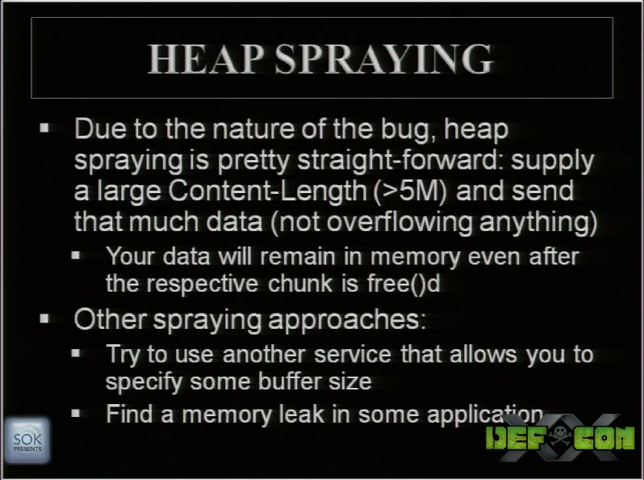 HEAP SPRAYING
▪ Due to the nature of the bug, heap
spraying is pretty straight-forward: supply
a large Content-Length (>5M) and send
that much data (not overflowing anything)
▪ Your data will remain in memory even after
the respective chunk is free()d
▪ Other spraying approaches:
▪ Try to use another service that allows you to
specify some buffer size
▪ Find a memory leak in some application
SOK
PRESENTS
DEF CON
XX